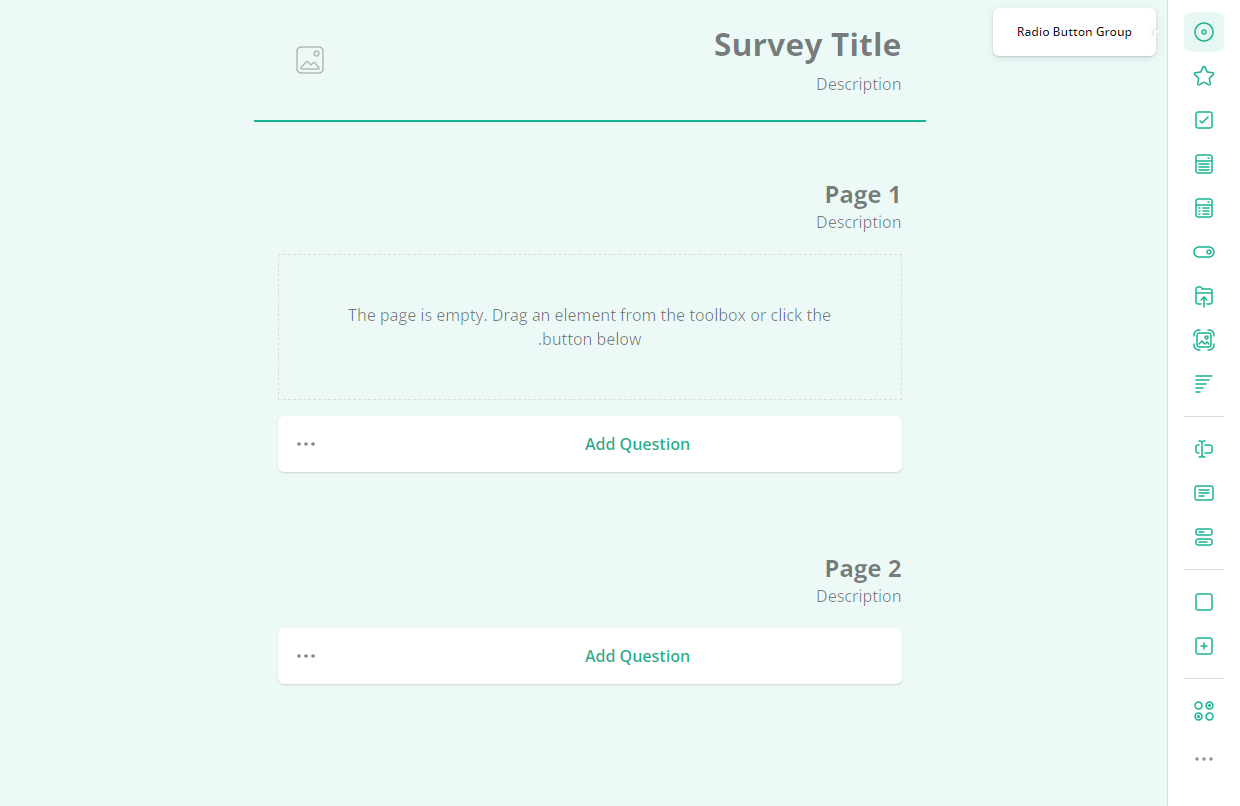 Survey Title
Description
Radio Button Group
Page 1
Description
The page is empty. Drag an element from the toolbox or click the
.button below
Add Question
Page 2
Description
Add Question